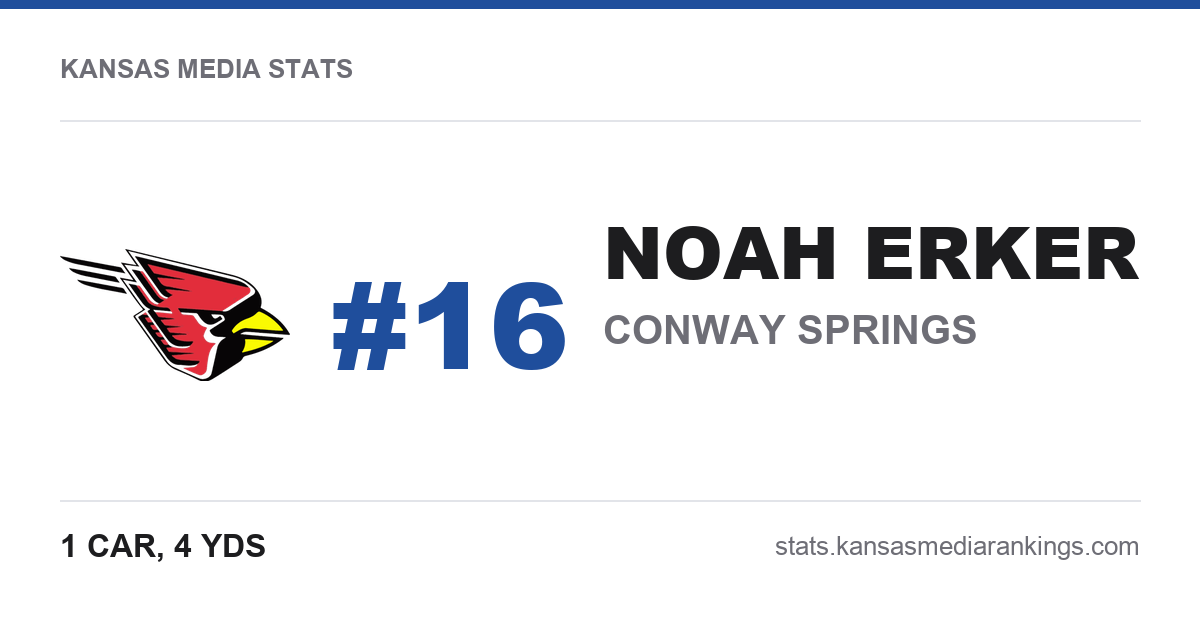 KANSAS MEDIA STATS
#16
NOAH ERKER
CONWAY SPRINGS
1 CAR, 4 YDS
stats.kansasmediarankings.com